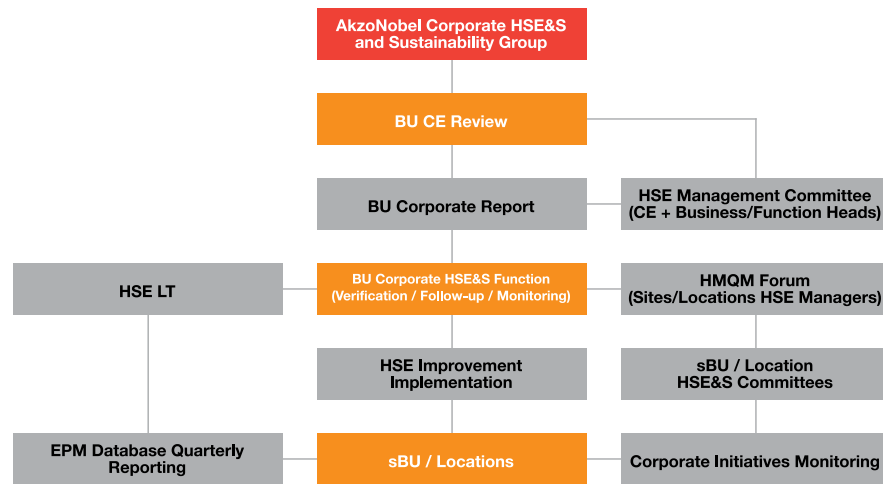 AkzoNobel Corporate HSE&S
and Sustainability Group
BU CE Review
BU Corporate Report
HSE Management Committee
(CE + Business/Function Heads)
HSE LT
BU Corporate HSE&S Function
(Verification / Follow-up / Monitoring)
HMQM Forum
(Sites/Locations HSE Managers)
HSE Improvement
Implementation
sBU / Location
HSE&S Committees
EPM Database Quarterly
Reporting
sBU / Locations
Corporate Initiatives Monitoring